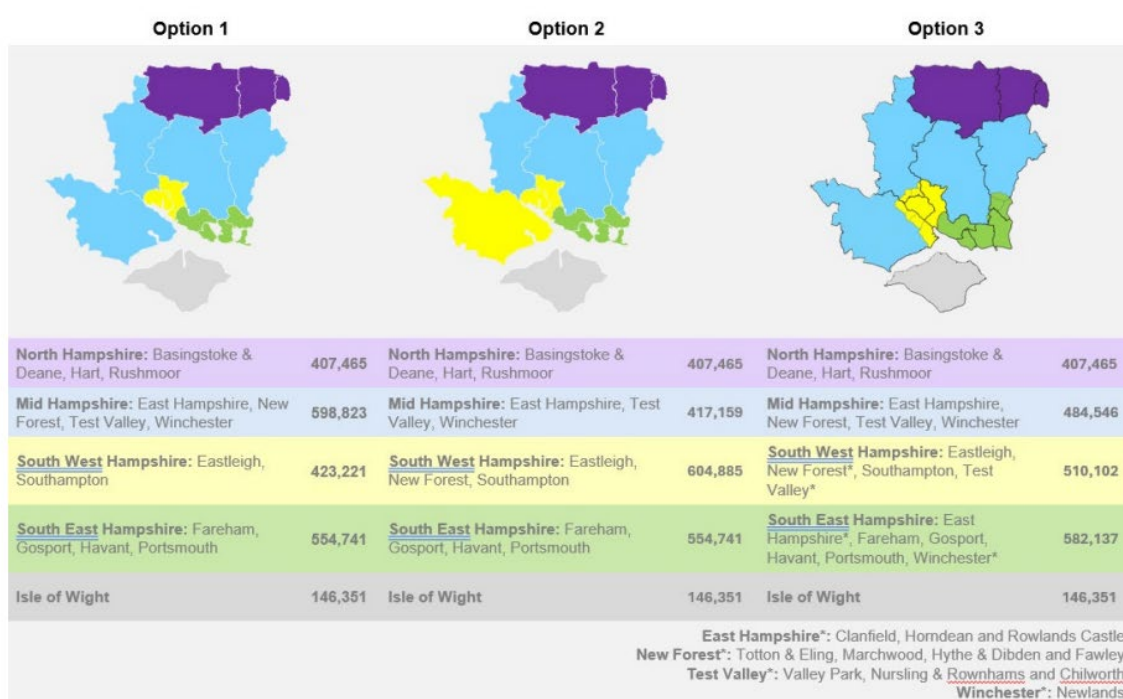 Option 1
Option 2
Option 3
North Hampshire: Basingstoke &
Deane, Hart, Rushmoor
407,465
North Hampshire: Basingstoke &
Deane, Hart, Rushmoor
407,465
North Hampshire: Basingstoke &
Deane, Hart, Rushmoor
407,465
Mid Hampshire: East Hampshire, New
Forest, Test Valley, Winchester
598,823
Mid Hampshire: East Hampshire, Test
Valley, Winchester
417,159
Mid Hampshire: East Hampshire,
New Forest, Test Valley, Winchester
484,546
South West Hampshire: Eastleigh,
Southampton
423,221
South West Hampshire: Eastleigh,
New Forest, Southampton
604,885
South West Hampshire: Eastleigh,
New Forest*, Southampton, Test
Valley*
510,102
South East Hampshire: Fareham,
Gosport, Havant, Portsmouth
554,741
South East Hampshire: Fareham,
Gosport, Havant, Portsmouth
554,741
South East Hampshire: East
Hampshire*, Fareham, Gosport,
Havant, Portsmouth, Winchester*
582,137
Isle of Wight
146,351
Isle of Wight
146,351
Isle of Wight
146,351
East Hampshire*: Clanfield, Horndean and Rowlands Castle
New Forest*: Totton & Eling, Marchwood, Hythe & Dibden and Fawley
Test Valley*: Valley Park, Nursling & Rownhams and Chilworth
Winchester*: Newlands